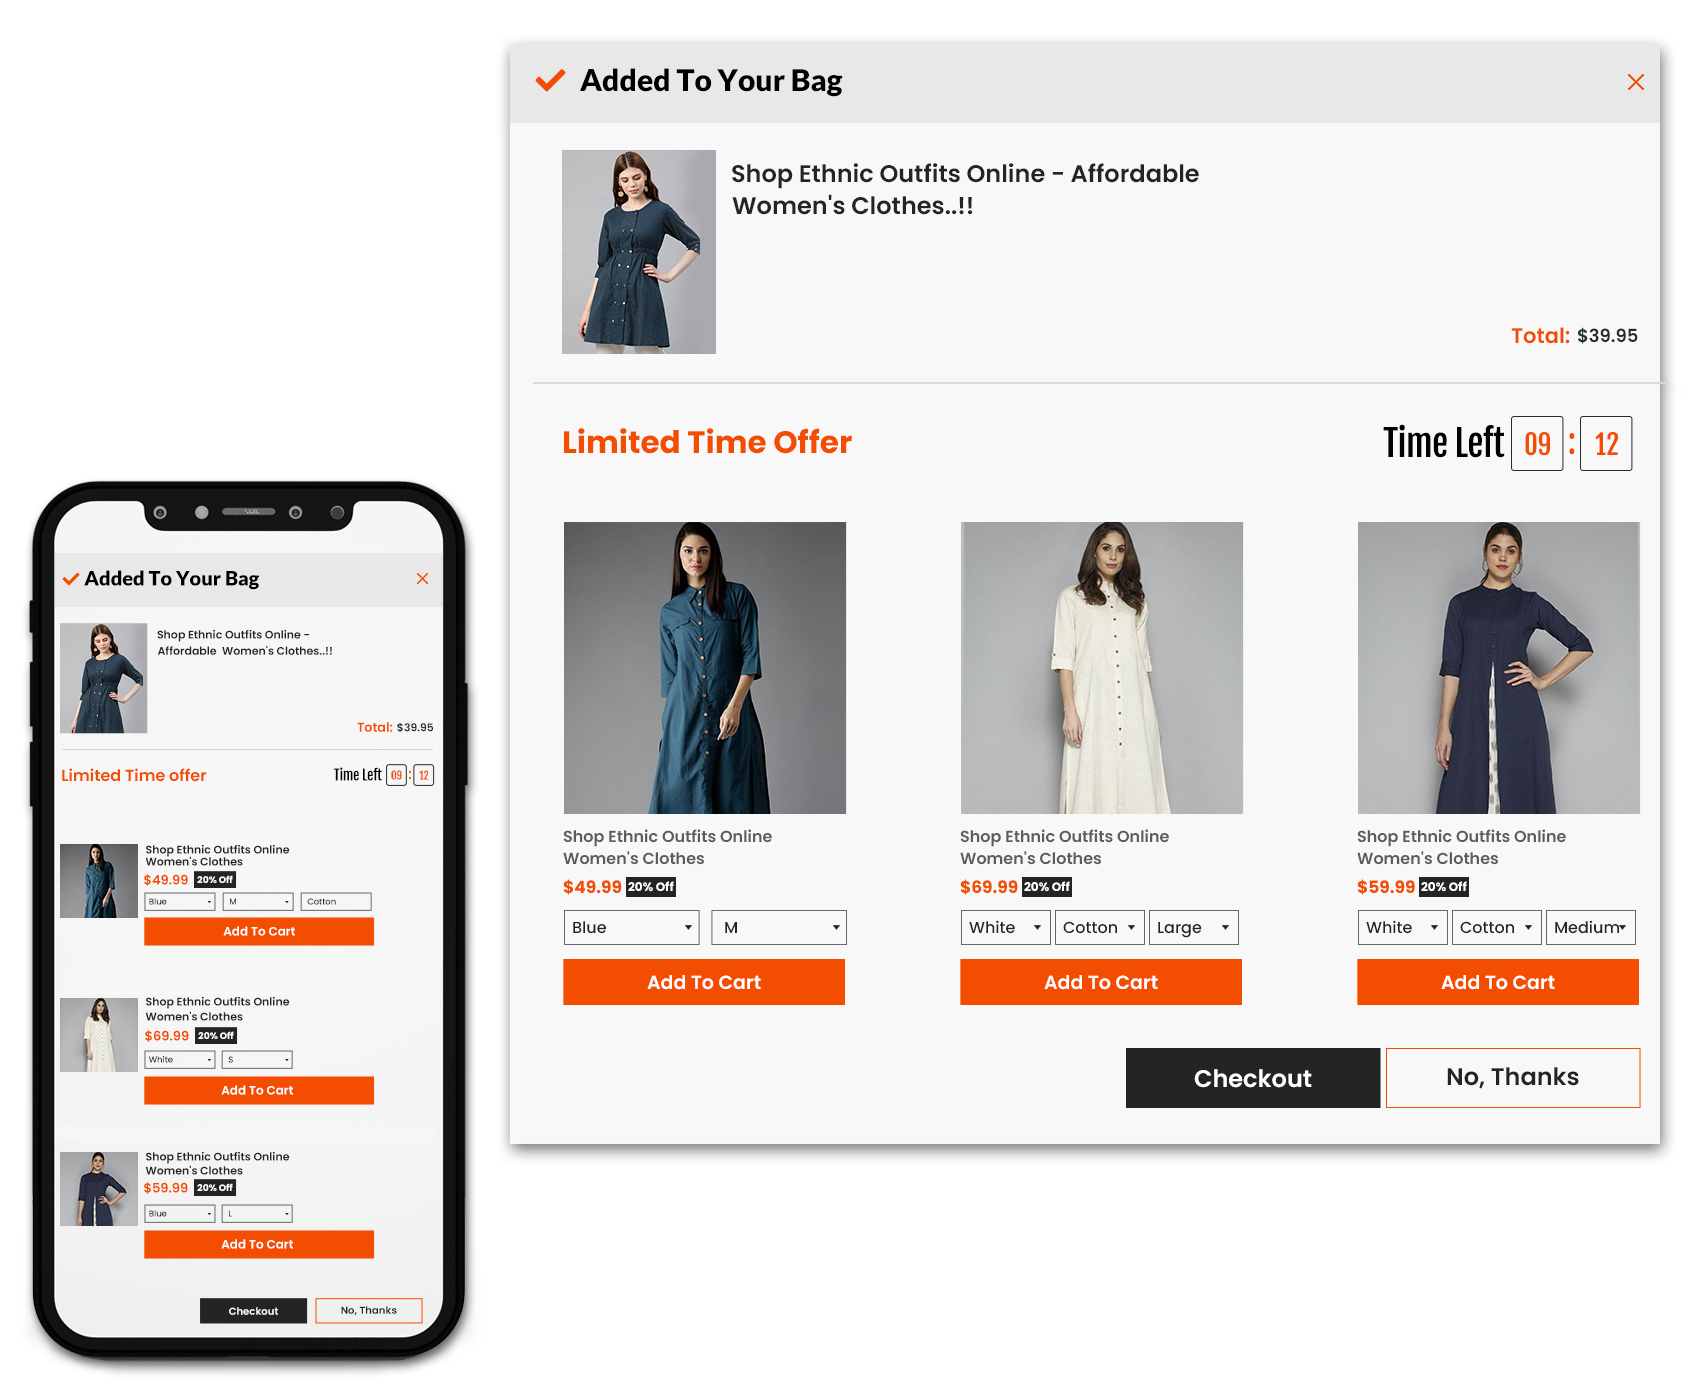 Added To Your Bag
Shop Ethnic Outfits Online - Affordable
Women's Clothes..!!
Total: $39.95
Limited Time Offer
Time Left 09 : 12
Shop Ethnic Outfits Online
Women's Clothes
$49.99 20% Off
Blue M
Add To Cart
Shop Ethnic Outfits Online
Women's Clothes
$69.99 20% Off
White Cotton Large
Add To Cart
Shop Ethnic Outfits Online
Women's Clothes
$59.99 20% Off
White Cotton Medium
Add To Cart
Checkout No, Thanks
Added To Your Bag
Shop Ethnic Outfits Online -
Affordable Women's Clothes..!!
Total: $39.95
Limited Time offer
Time Left 09 : 12
Shop Ethnic Outfits Online
Women's Clothes
$49.99 20% Off
Blue M Cotton
Add To Cart
Shop Ethnic Outfits Online
Women's Clothes
$69.99 20% Off
White S
Add To Cart
Shop Ethnic Outfits Online
Women's Clothes
$59.99 20% Off
Blue L
Add To Cart
Checkout No, Thanks